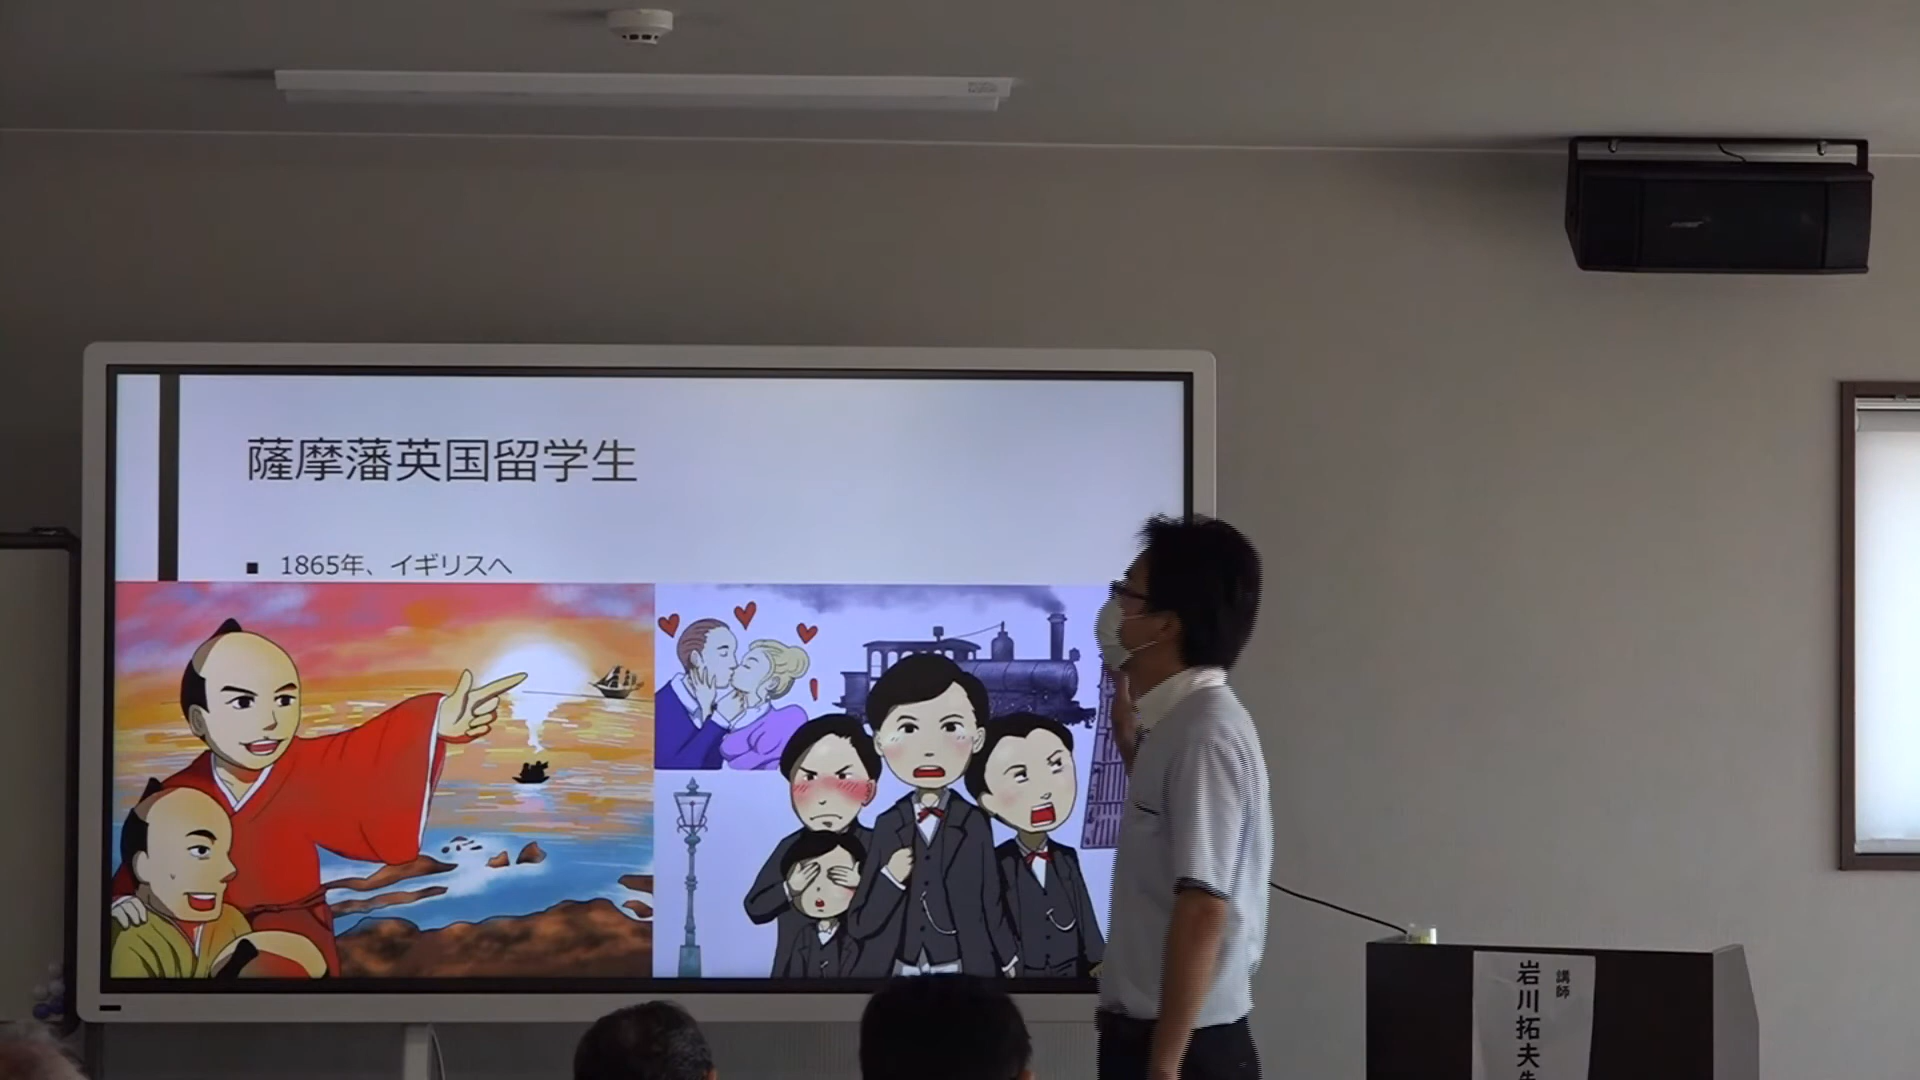 薩摩藩英国留学生
■ 1865年、イギリスへ
講師
岩川拓夫